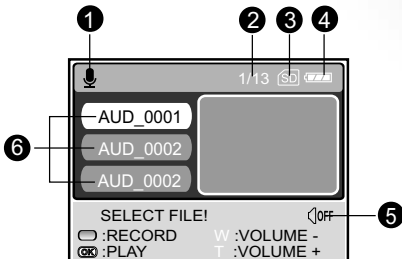 1 2 3 4
1/13 SD
AUD_0001
6 AUD_0002
AUD_0002
SELECT FILE! OFF 5
:RECORD W :VOLUME -
OK :PLAY T :VOLUME +